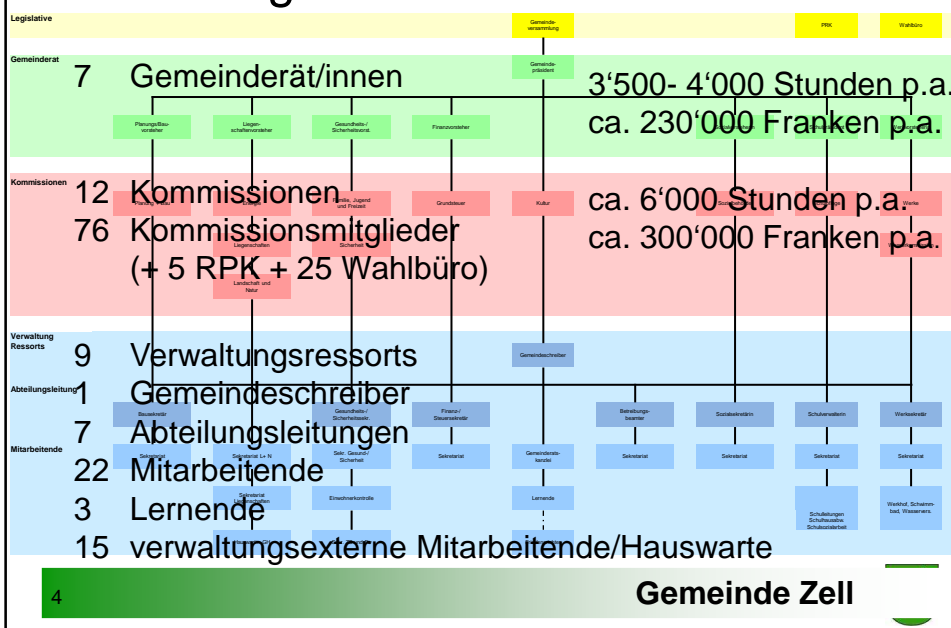 Legislative
Gemeinde-
versammlung
PRK
Wahlbüro
Gemeinderat
Gemeinde-
präsident
7 Gemeinderät/innen
3‘500- 4‘000 Stunden p.a.
ca. 230‘000 Franken p.a.
Planungs/Bau-
vorsteher
Liegen-
schaftenvorsteher
Gesundheits-/
Sicherheitsvorst.
Finanzvorsteher
Kommissionen
12 Kommissionen
76 Kommissionsmitglieder
(+ 5 RPK + 25 Wahlbüro)
ca. 6‘000 Stunden p.a.
ca. 300‘000 Franken p.a.
Familie, Jugend
und Freizeit
Grundsteuer
Kultur
Werke
Liegenschaften
Sicherheit
Landschaft und
Natur
Verwaltung
Ressorts
9 Verwaltungsressorts
Gemeindeschreiber
Abteilungsleitung
1 Gemeindeschreiber
Bausekretär
Gesundheits-/
Sicherheitssekr.
Finanz-/
Steuersekretär
Betreibungs-
beamter
Sozialsekretärin
Schulverwalterin
Werksekretär
7 Abteilungsleitungen
Mitarbeitende
Sekretariat
Sekretariat L+ N
Sekr. Gesund-/
Sicherheit
Sekretariat
Gemeinderats-
kanzlei
Sekretariat
Sekretariat
Sekretariat
Sekretariat
22 Mitarbeitende
Sekretariat
Liegenschaften
Einwohnerkontrolle
Lernende
Schulleitungen
Schulhausabw.
Schulsozialarbeit
Werkhof, Schwimm-
bad, Wasservers.
3 Lernende
15 verwaltungsexterne Mitarbeitende/Hauswarte
4
Gemeinde Zell